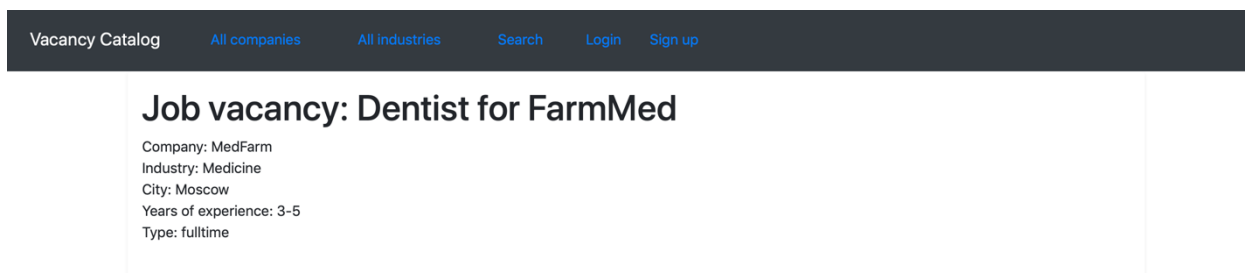 Vacancy Catalog All companies All industries Search Login Sign up
Job vacancy: Dentist for FarmMed
Company: MedFarm
Industry: Medicine
City: Moscow
Years of experience: 3-5
Type: fulltime